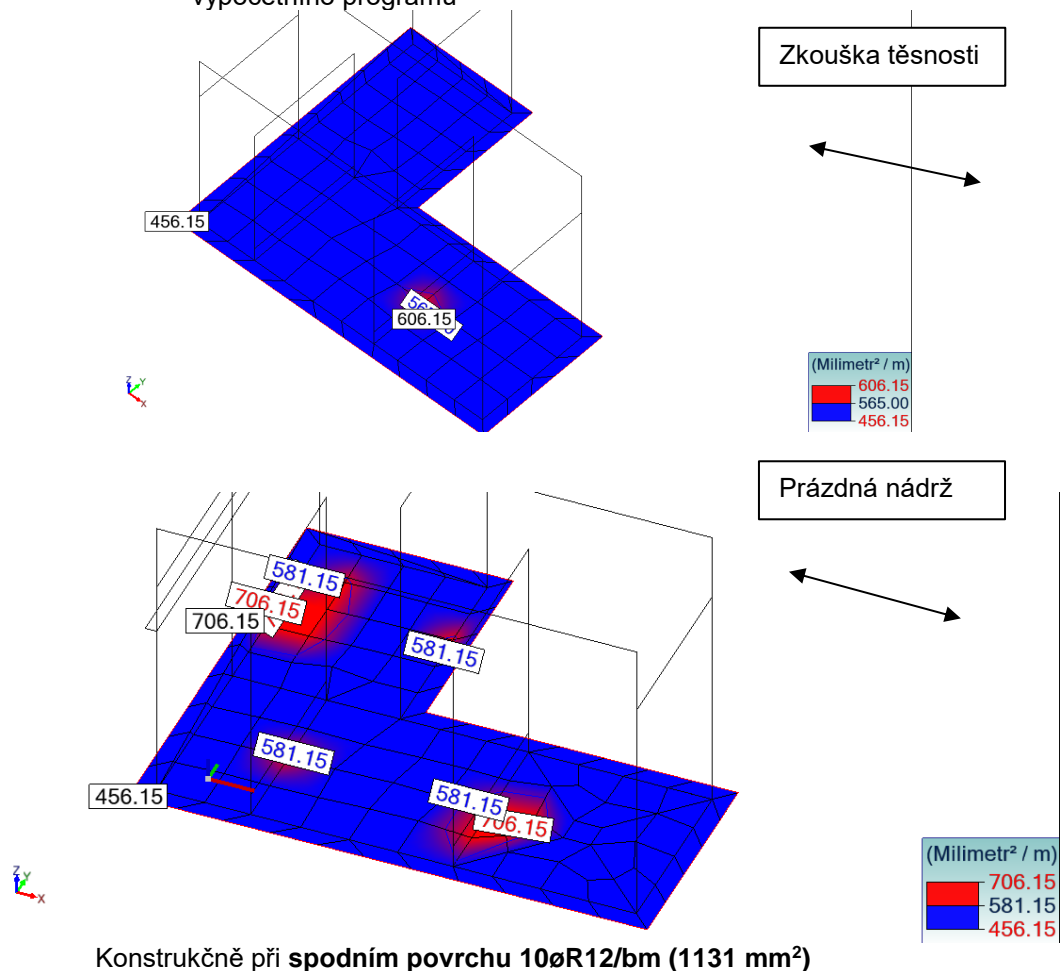 výpočetního programu
Zkouška těsnosti
456.15
606.15
(Milimetr² / m)
606.15
565.00
456.15
Z
Y
X
Prázdná nádrž
581.15
706.15
706.15
581.15
581.15
581.15
706.15
456.15
(Milimetr² / m)
706.15
581.15
456.15
Z
Y
X
Konstrukčně při spodním povrchu 10øR12/bm (1131 mm²)